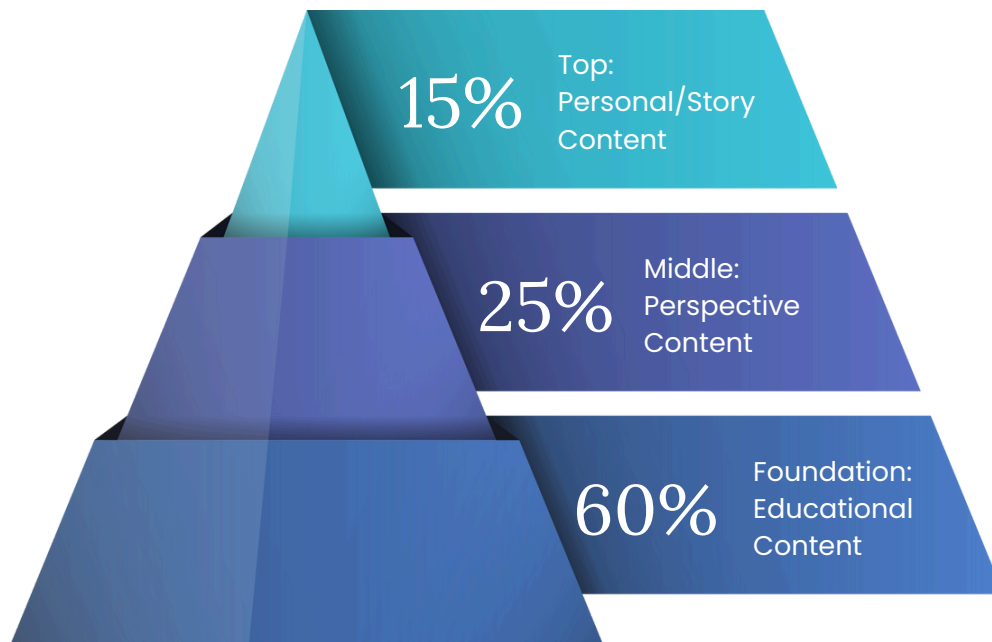 15%
Top:
Personal/Story
Content
25%
Middle:
Perspective
Content
60%
Foundation:
Educational
Content